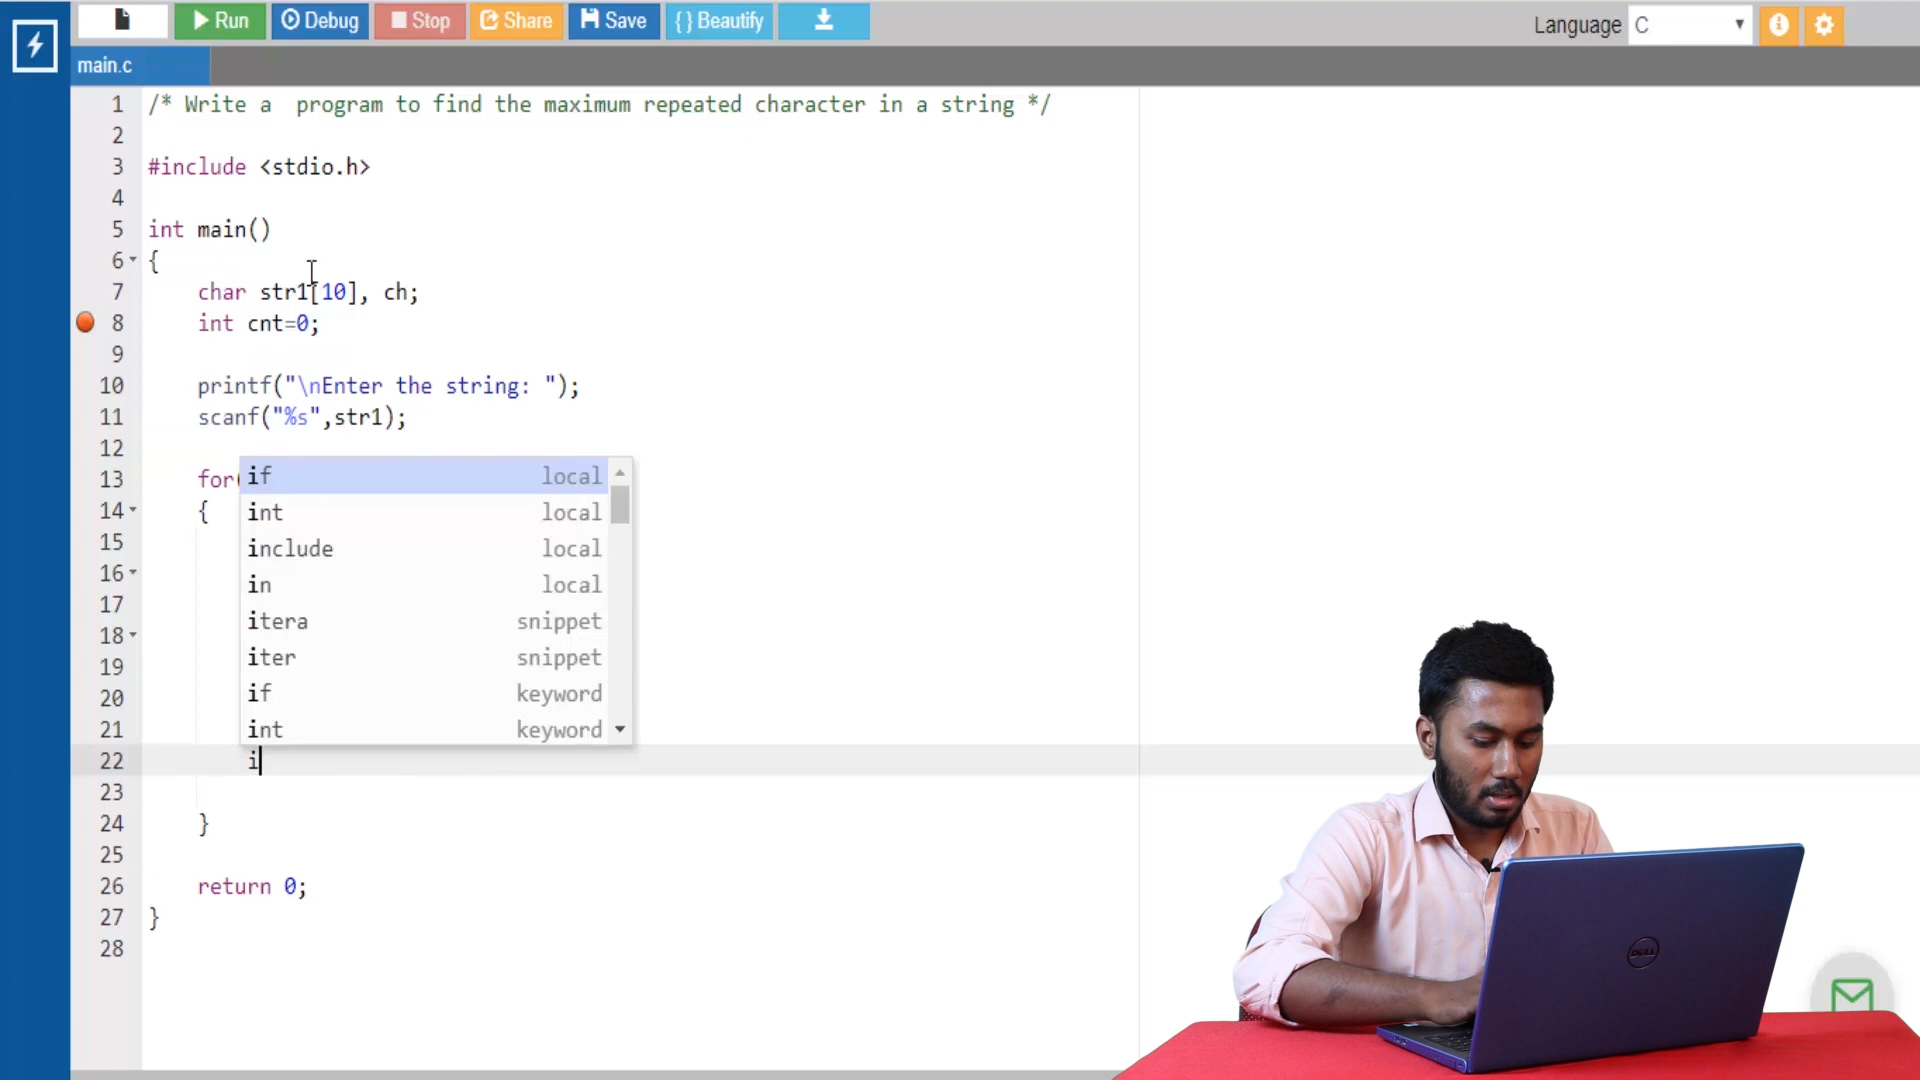 Run Debug Stop Share Save {} Beautify Language C
main.c
1 /* Write a  program to find the maximum repeated character in a string */
2
3 #include <stdio.h>
4
5 int main()
6 {
7 char str1[10], ch;
8 int cnt=0;
9
10 printf("\nEnter the string: ");
11 scanf("%s",str1);
12
13 for(
14 {
15
16
17
18
19
20
21
22 i
23
24 }
25
26 return 0;
27 }
28
if local
int local
include local
in local
itera snippet
iter snippet
if keyword
int keyword
DELL